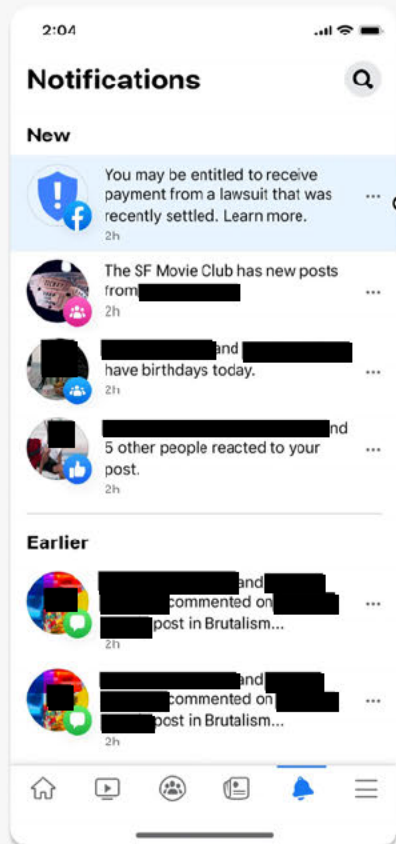 2:04
Notifications
New
You may be entitled to receive
payment from a lawsuit that was
recently settled. Learn more.
2h
The SF Movie Club has new posts
from
2h
and
have birthdays today.
2h
nd
5 other people reacted to your
post.
2h
Earlier
and
commented on
post in Brutalism...
2h
and
commented on
post in Brutalism...
2h